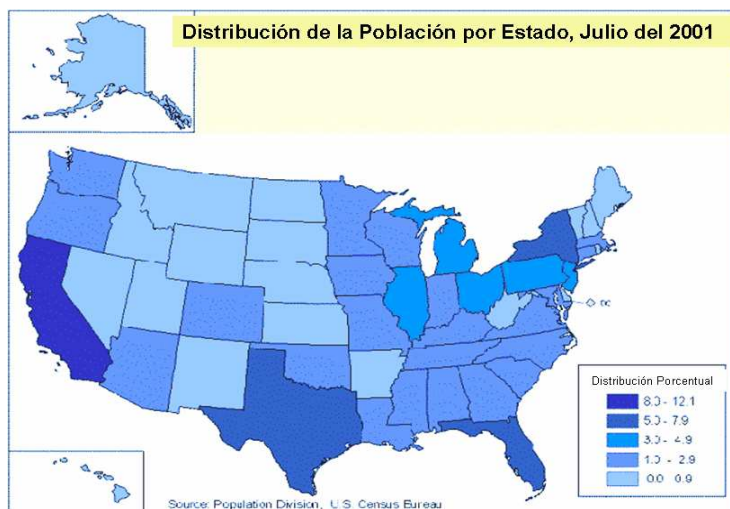 Distribución de la Población por Estado, Julio del 2001
DC
Distribución Porcentual
8.0 - 12.1
5.0 - 7.9
3.0 - 4.9
1.0 - 2.9
0.0 0.9
Source: Population Division, U.S. Census Bureau